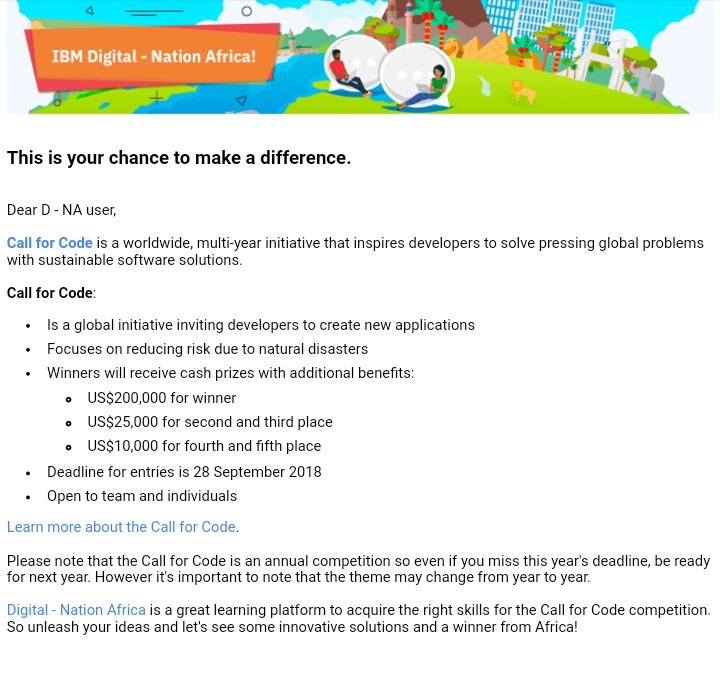 IBM Digital - Nation Africa!
This is your chance to make a difference.
Dear D - NA user,
Call for Code is a worldwide, multi-year initiative that inspires developers to solve pressing global problems
with sustainable software solutions.
Call for Code:
• Is a global initiative inviting developers to create new applications
• Focuses on reducing risk due to natural disasters
• Winners will receive cash prizes with additional benefits:
• US$200,000 for winner
• US$25,000 for second and third place
• US$10,000 for fourth and fifth place
• Deadline for entries is 28 September 2018
• Open to team and individuals
Learn more about the Call for Code.
Please note that the Call for Code is an annual competition so even if you miss this year's deadline, be ready
for next year. However it's important to note that the theme may change from year to year.
Digital - Nation Africa is a great learning platform to acquire the right skills for the Call for Code competition.
So unleash your ideas and let's see some innovative solutions and a winner from Africa!